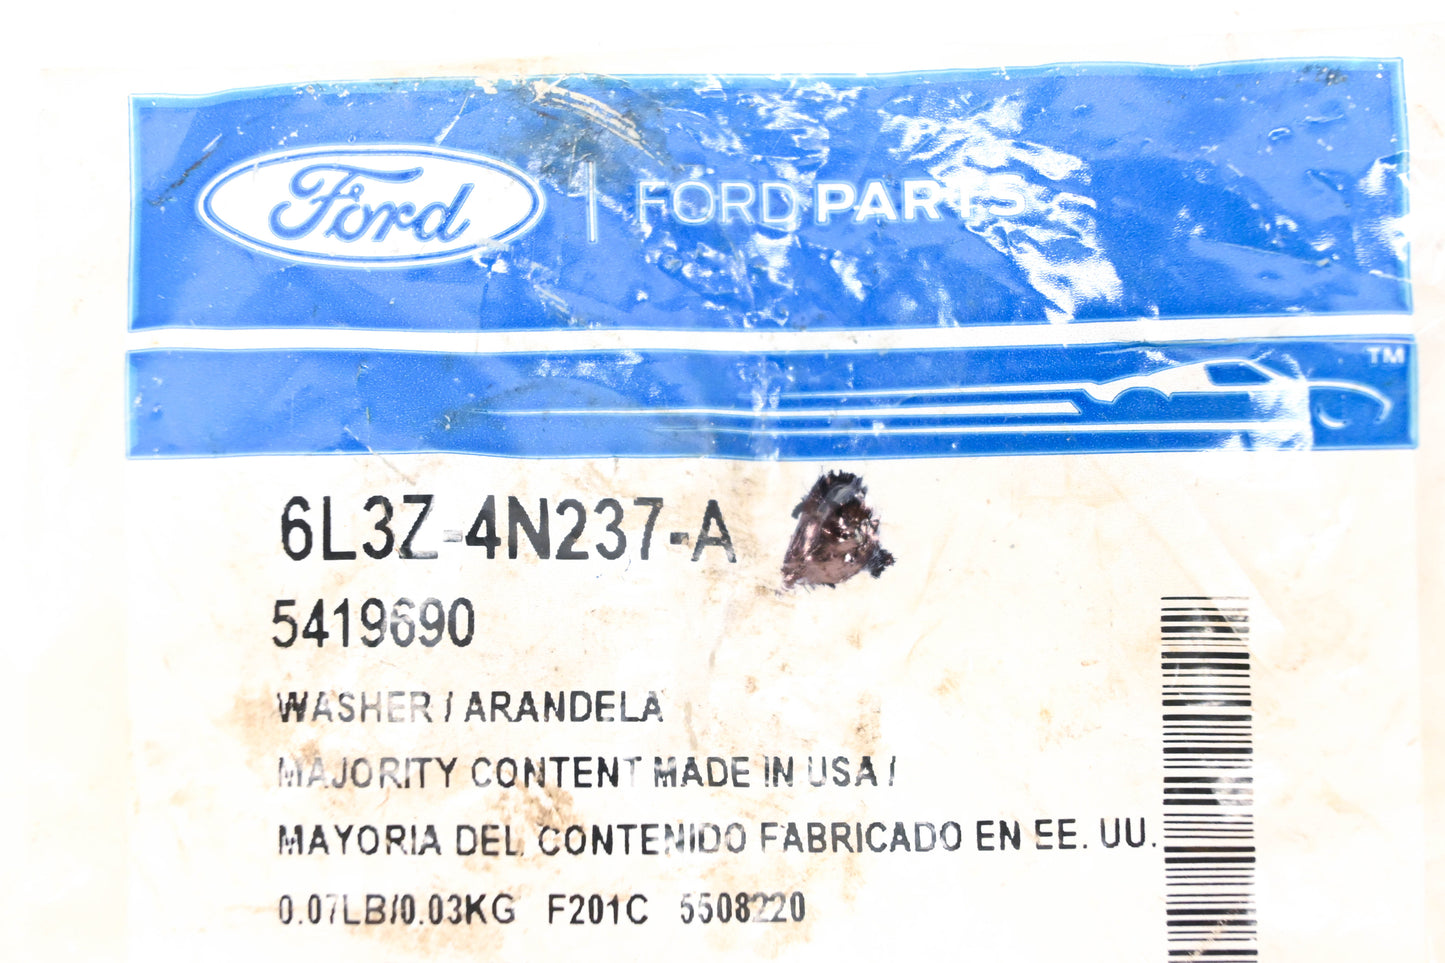 Ford | FORD PARTS
TM
6L3Z-4N237-A
5419690
WASHER / ARANDELA
MAJORITY CONTENT MADE IN USA /
MAYORIA DEL CONTENIDO FABRICADO EN EE. UU.
0.07LB/0.03KG F201C 5508220